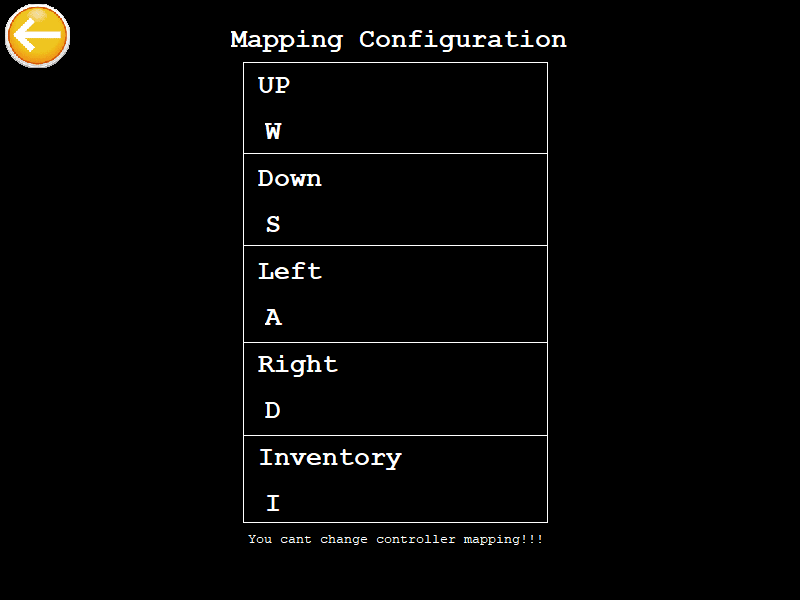 Mapping Configuration
UP
W
Down
S
Left
A
Right
D
Inventory
I
You cant change controller mapping!!!